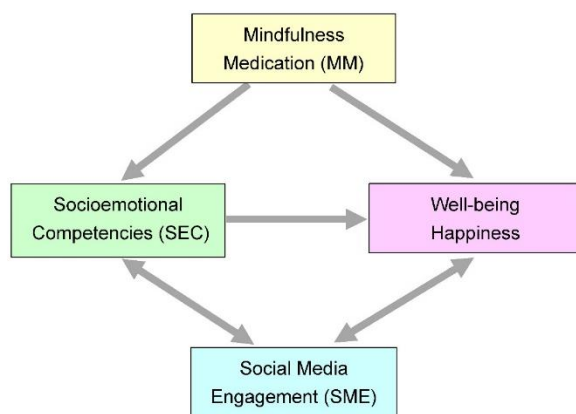 Mindfulness
Medication (MM)
Socioemotional
Competencies (SEC)
Well-being
Happiness
Social Media
Engagement (SME)